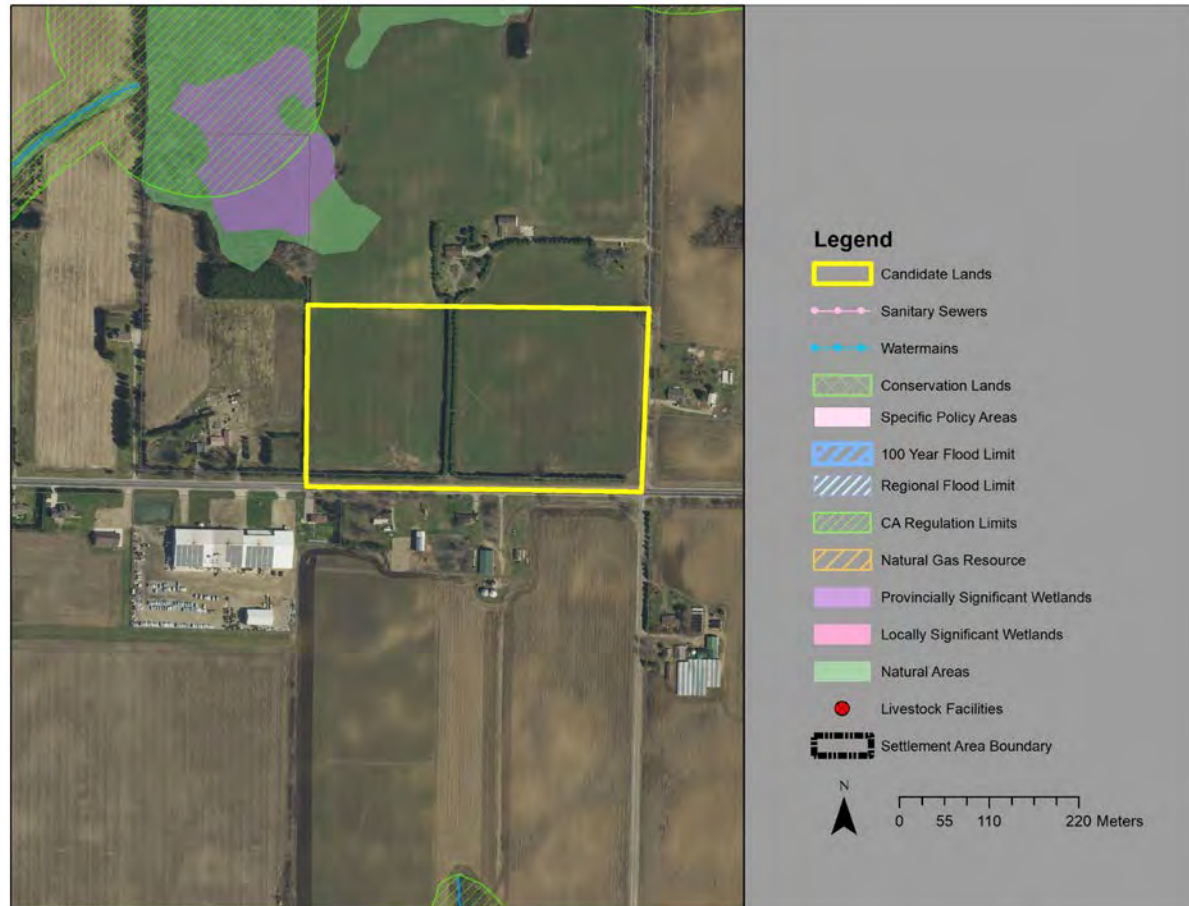 Legend
Candidate Lands
Sanitary Sewers
Watermains
Conservation Lands
Specific Policy Areas
100 Year Flood Limit
Regional Flood Limit
CA Regulation Limits
Natural Gas Resource
Provincially Significant Wetlands
Locally Significant Wetlands
Natural Areas
Livestock Facilities
Settlement Area Boundary
N
0 55 110 220 Meters